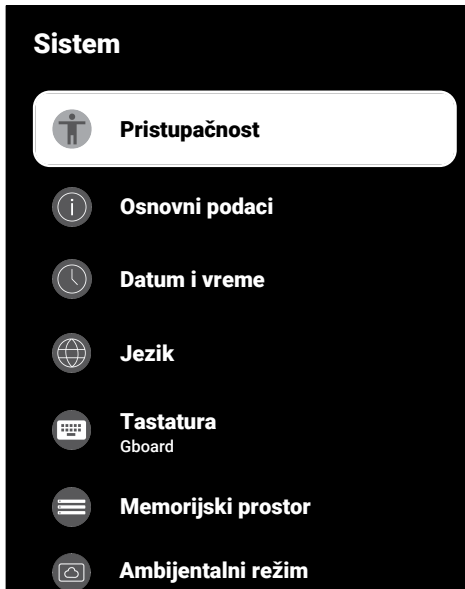 Sistem
Pristupačnost
Osnovni podaci
Datum i vreme
Jezik
Tastatura
Gboard
Memorijski prostor
Ambijentalni režim